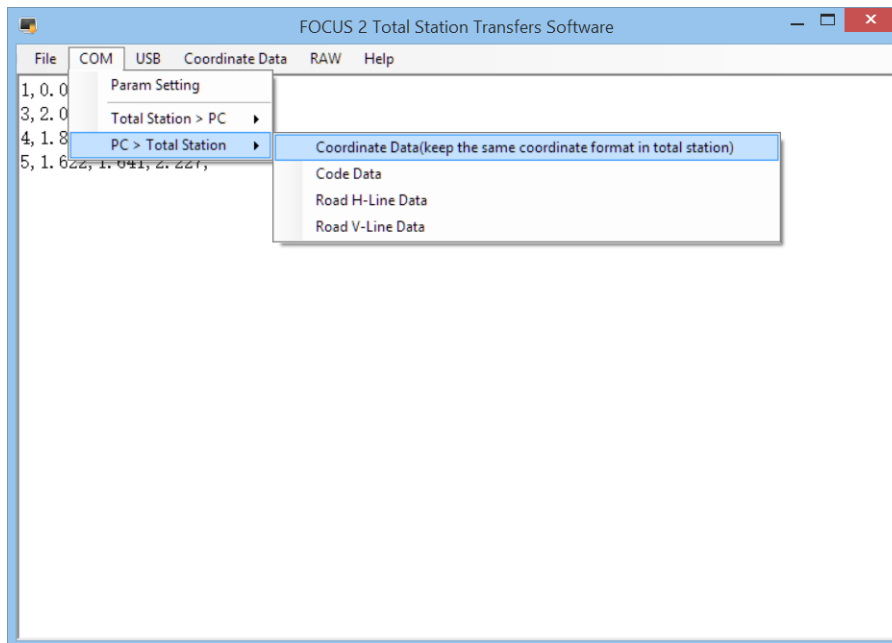 FOCUS 2 Total Station Transfers Software
File COM USB Coordinate Data RAW Help
1, 0. 0
Param Setting
3, 2. 0
Total Station > PC
4, 1. 8
PC > Total Station
Coordinate Data(keep the same coordinate format in total station)
5, 1. 622, 1. 641, 2. 227,
Code Data
Road H-Line Data
Road V-Line Data